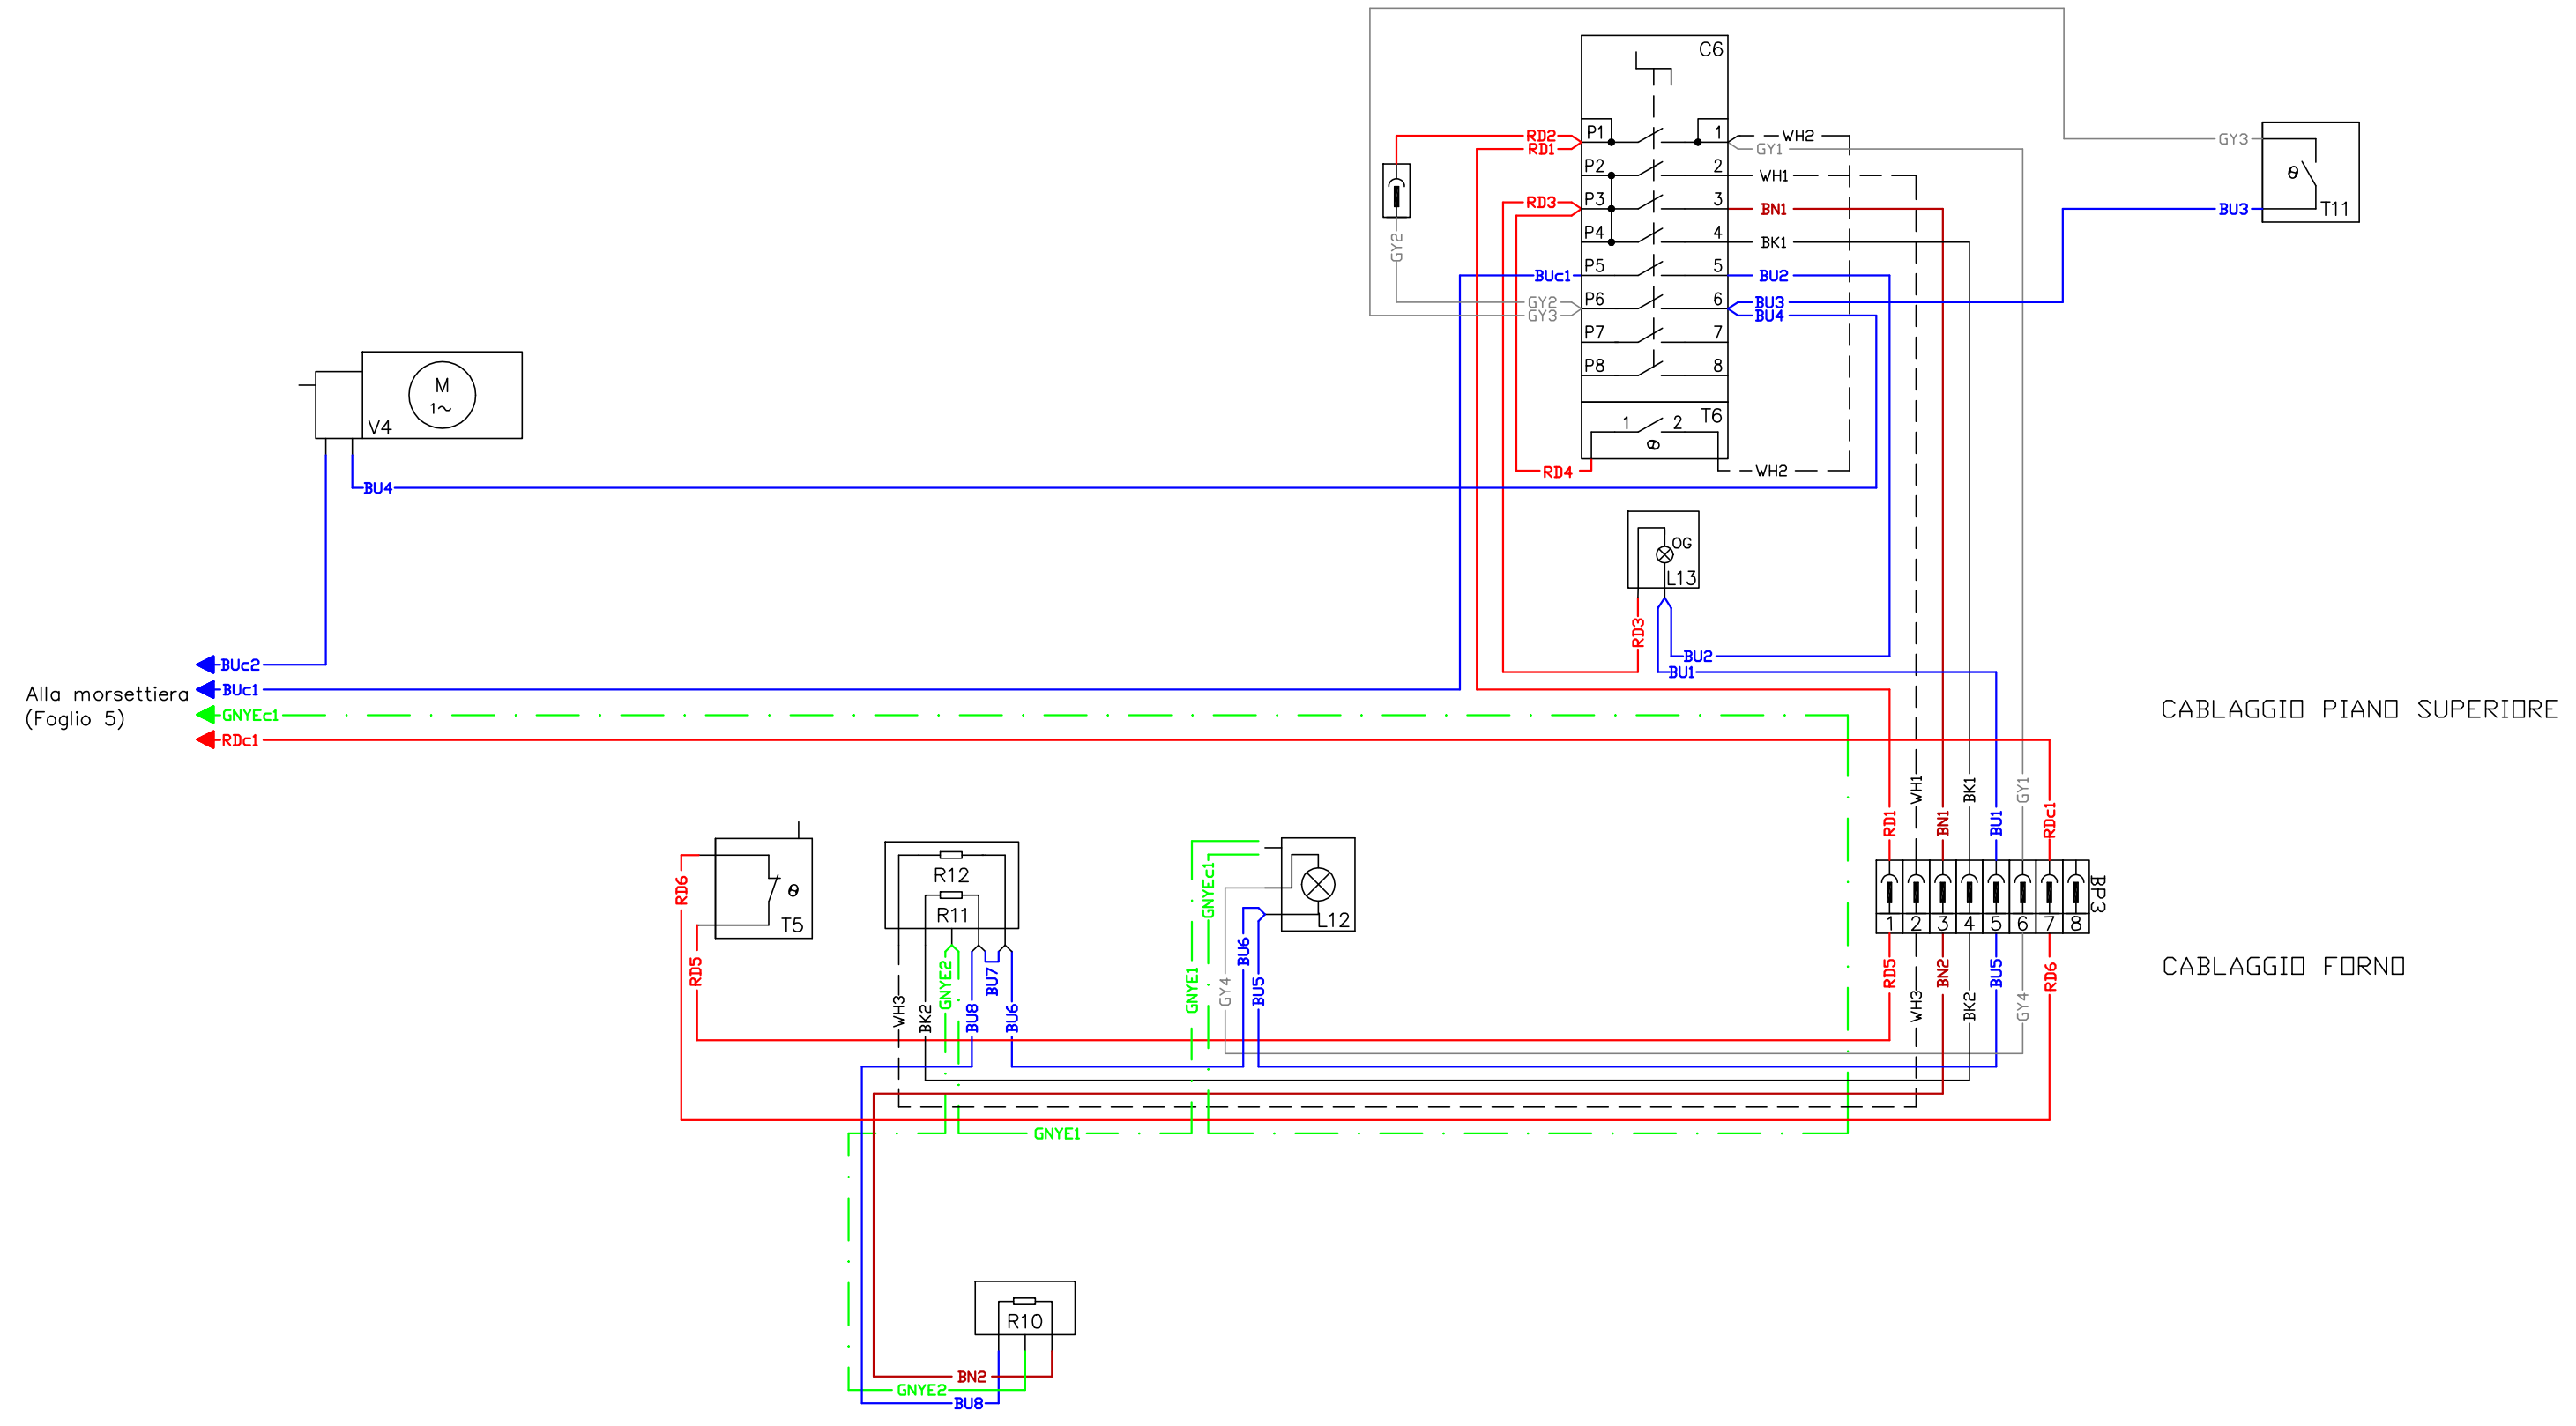 C6
P1 1
RD2
RD1
WH2
GY1
P2 2
WH1
P3 3
RD3
BN1
P4 4
BK1
P5 5
BUc1
BU2
P6 6
GY2
GY3
BU3
BU4
P7 7
P8 8
T6
1 2
θ
RD4
WH2
GY2
GY3
θ
BU3
T11
M
1~
V4
BU4
OG
L13
RD3
BU2
BU1
BUc2
BUc1
GNYEc1
RDc1
Alla morsettiera
(Foglio 5)
CABLAGGIO PIANO SUPERIORE
RD1
WH1
BN1
BK1
BU1
GY1
RDc1
BP3
1 2 3 4 5 6 7 8
CABLAGGIO FORNO
RD5
WH3
BN2
BK2
BU5
GY4
RD6
RD6
θ
T5
RD5
R12
R11
WH3
BK2
GNYE2
BU8
BU7
BU6
GNYEc1
GNYE1
L12
GY4
BU6
BU5
GNYE1
R10
BN2
GNYE2
BU8